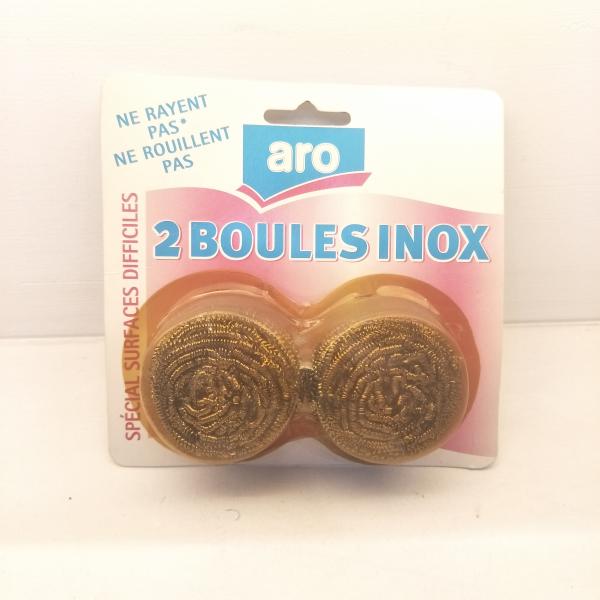 NE RAYENT
PAS*
NE ROUILLENT
PAS
aro
2 BOULES INOX
SPÉCIAL SURFACES DIFFICILES